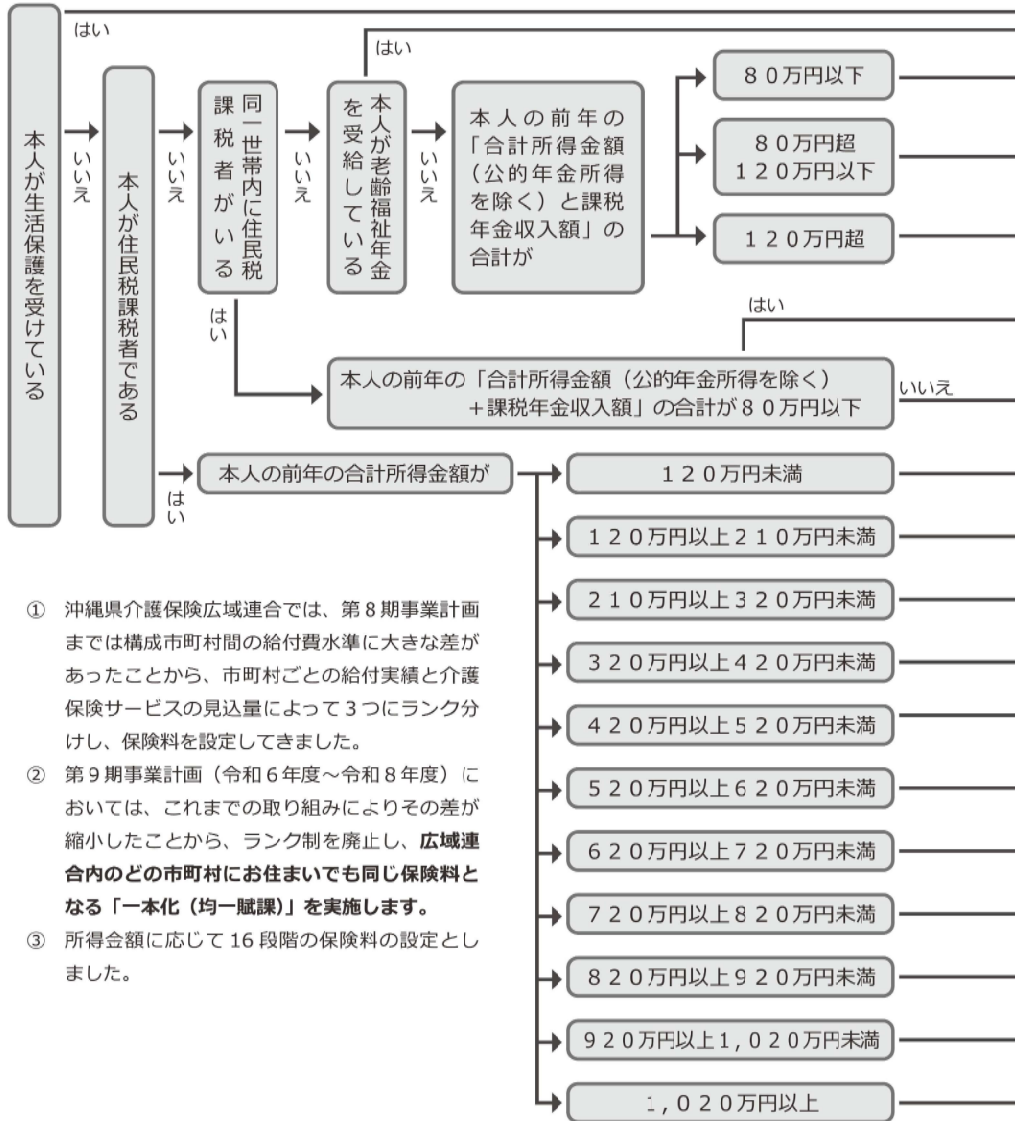 本人が生活保護を受けている
はい
いいえ
本人が住民税課税者である
いいえ
同一世帯内に住民税
課税者がいる
いいえ
本人が老齢福祉年金
を受給している
はい
いいえ
本人の前年の
「合計所得金額
(公的年金所得
を除く)と課税
年金収入額」の
合計が
80万円以下
80万円超
120万円以下
120万円超
はい
本人の前年の「合計所得金額(公的年金所得を除く)
+課税年金収入額」の合計が80万円以下
はい
いいえ
はい
本人の前年の合計所得金額が
120万円未満
120万円以上210万円未満
210万円以上320万円未満
320万円以上420万円未満
420万円以上520万円未満
520万円以上620万円未満
620万円以上720万円未満
720万円以上820万円未満
820万円以上920万円未満
920万円以上1,020万円未満
1,020万円以上
① 沖縄県介護保険広域連合では、第8期事業計画
までは構成市町村間の給付費水準に大きな差が
あったことから、市町村ごとの給付実績と介護
保険サービスの見込量によって3つにランク分
けし、保険料を設定してきました。
② 第9期事業計画(令和6年度~令和8年度)に
おいては、これまでの取り組みによりその差が
縮小したことから、ランク制を廃止し、広域連
合内のどの市町村にお住まいでも同じ保険料と
なる「一本化(均一賦課)」を実施します。
③ 所得金額に応じて16段階の保険料の設定とし
ました。